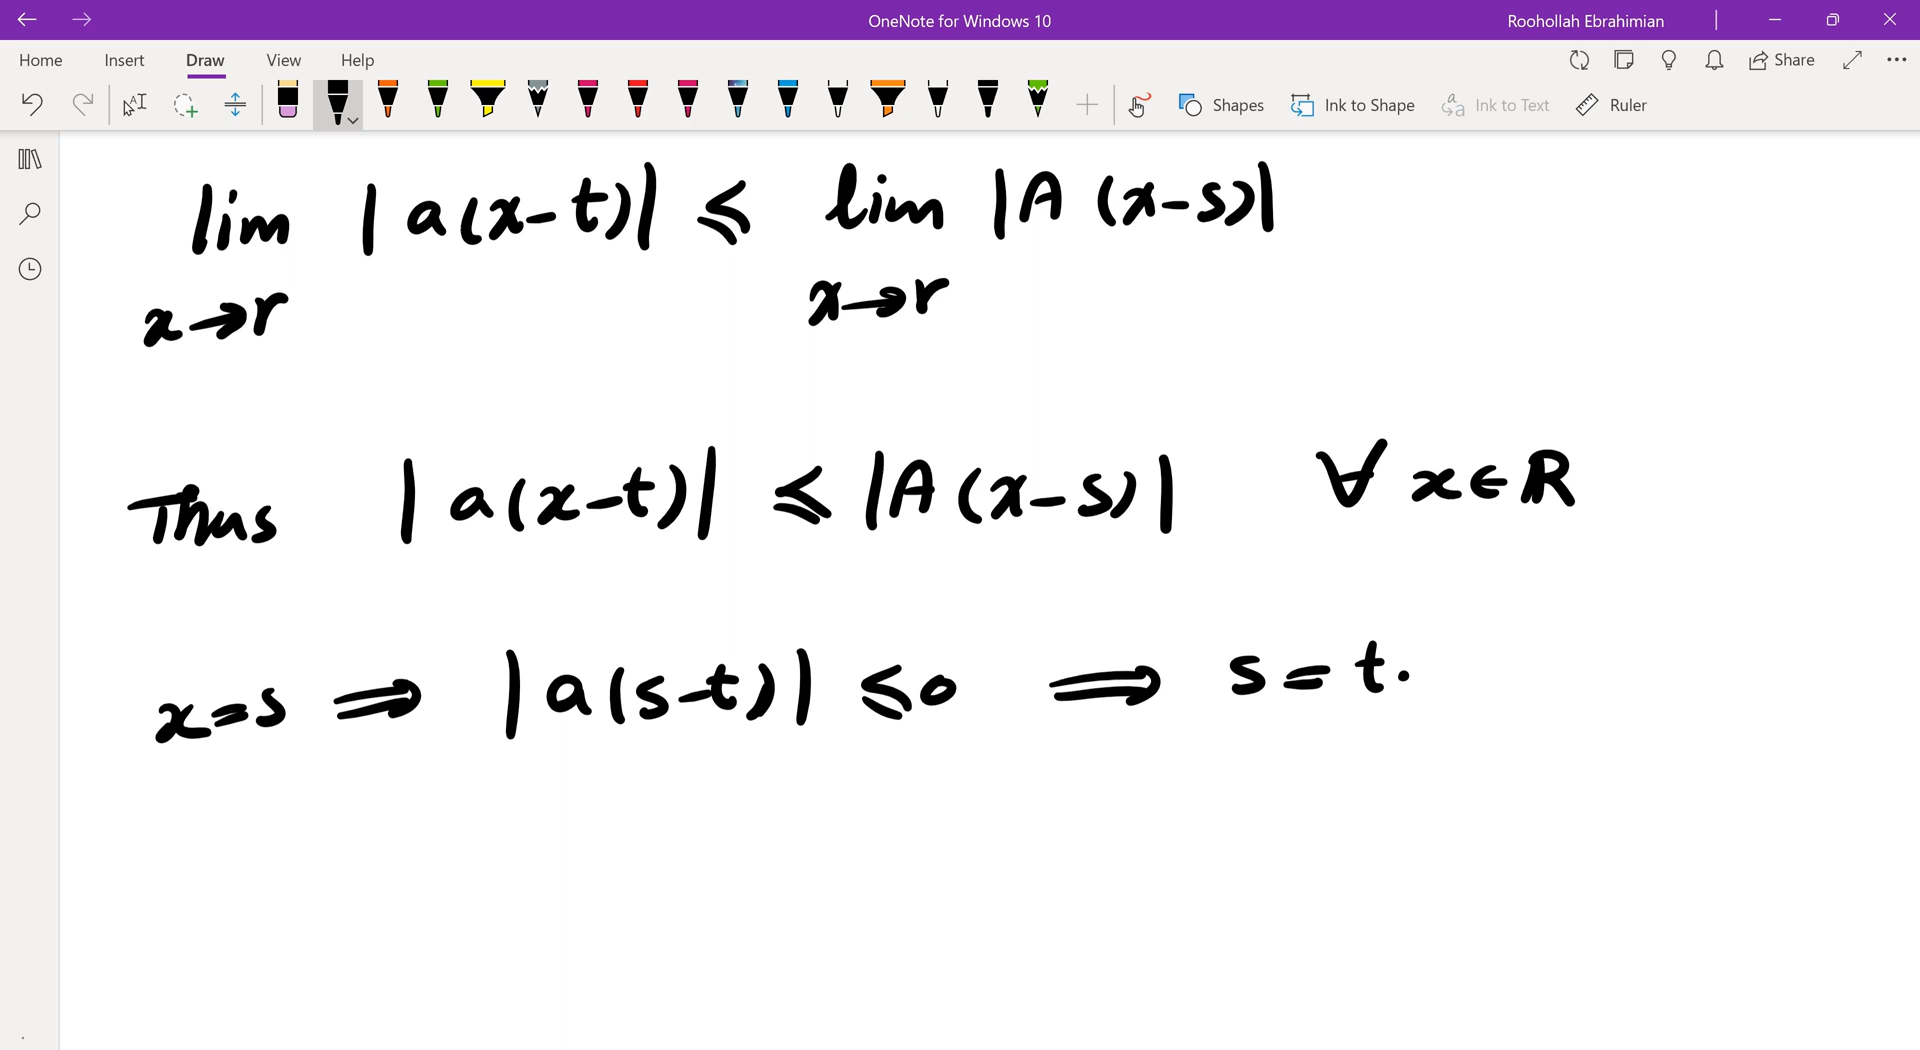 OneNote for Windows 10
Roohollah Ebrahimian
Home Insert Draw View Help
Share
Shapes Ink to Shape Ink to Text Ruler
lim |a(x-t)| ⩽ lim |A(x-s)|
x→r x→r
Thus |a(x-t)| ⩽ |A(x-s)| ∀ x∈R
x=s ⟹ |a(s-t)| ⩽0 ⟹ s=t.